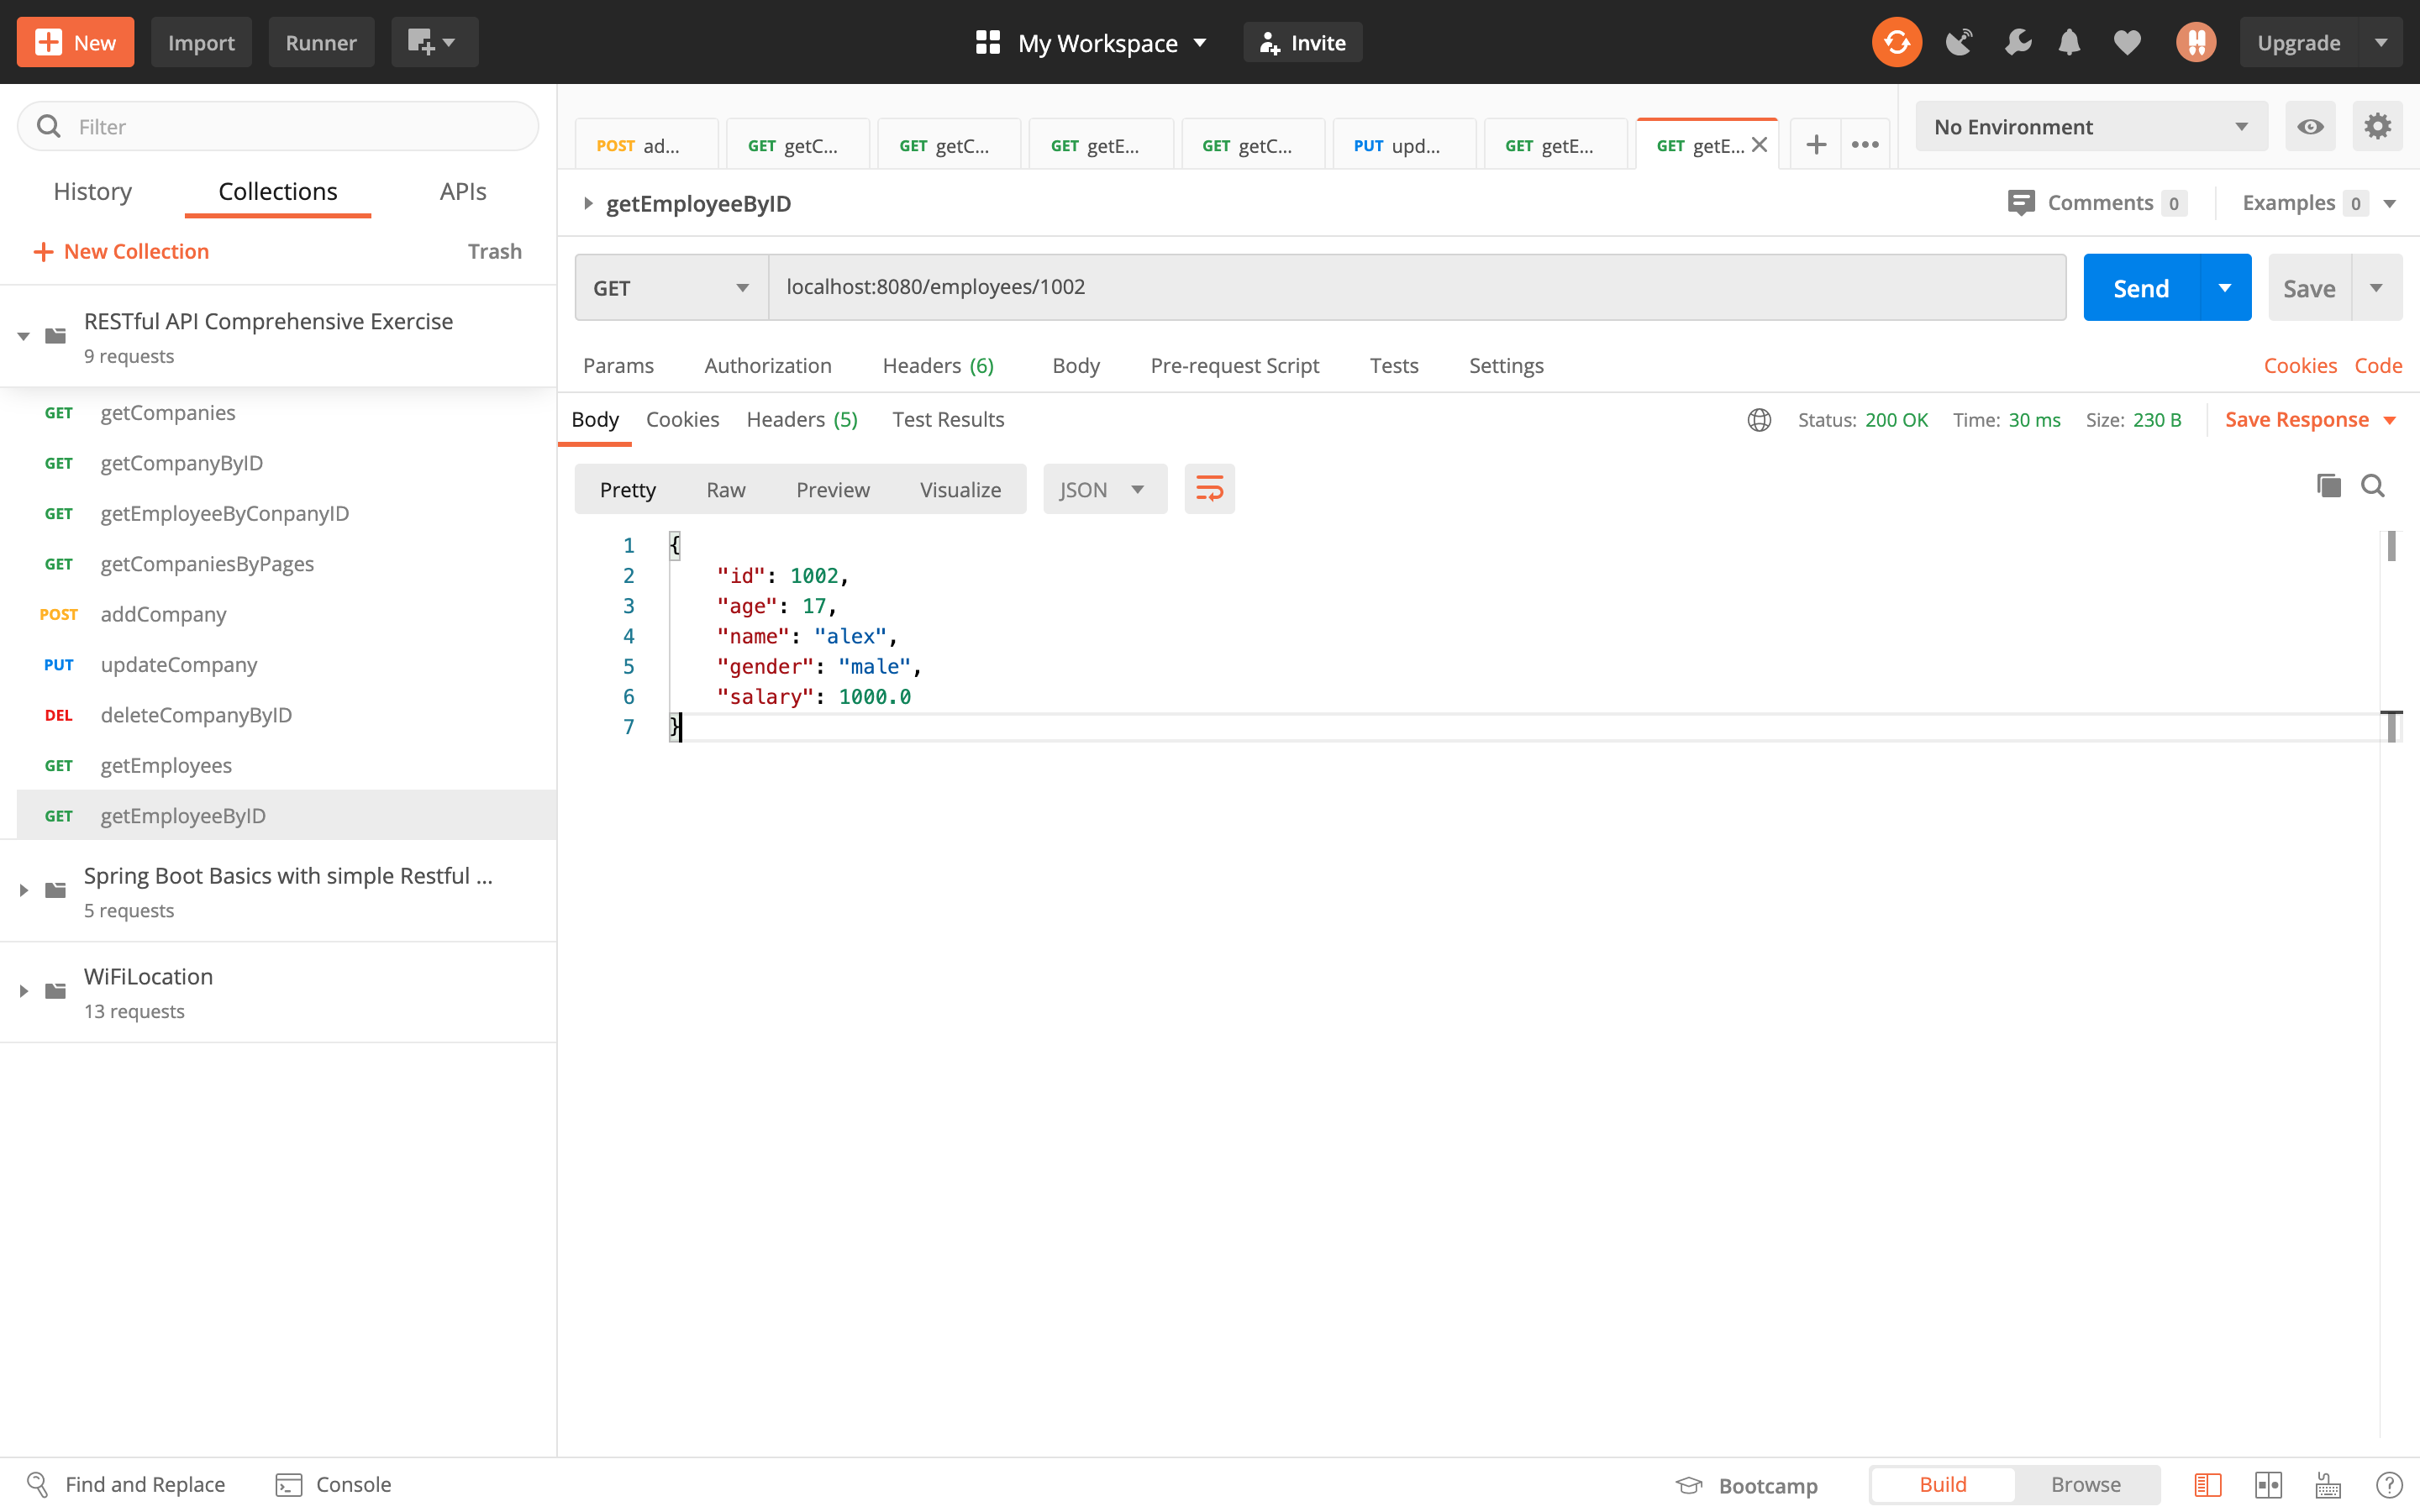 New
Import
Runner
My Workspace
Invite
Upgrade
Filter
History
Collections
APIs
New Collection
Trash
RESTful API Comprehensive Exercise
9 requests
GET getCompanies
GET getCompanyByID
GET getEmployeeByConpanyID
GET getCompaniesByPages
POST addCompany
PUT updateCompany
DEL deleteCompanyByID
GET getEmployees
GET getEmployeeByID
Spring Boot Basics with simple Restful ...
5 requests
WiFiLocation
13 requests
POST ad...
GET getC...
GET getC...
GET getE...
GET getC...
PUT upd...
GET getE...
GET getE...
No Environment
getEmployeeByID
Comments 0
Examples 0
GET
localhost:8080/employees/1002
Send
Save
Params
Authorization
Headers (6)
Body
Pre-request Script
Tests
Settings
Cookies
Code
Body
Cookies
Headers (5)
Test Results
Status: 200 OK
Time: 30 ms
Size: 230 B
Save Response
Pretty
Raw
Preview
Visualize
JSON
1 {
2 "id": 1002,
3 "age": 17,
4 "name": "alex",
5 "gender": "male",
6 "salary": 1000.0
7 }
Find and Replace
Console
Bootcamp
Build
Browse